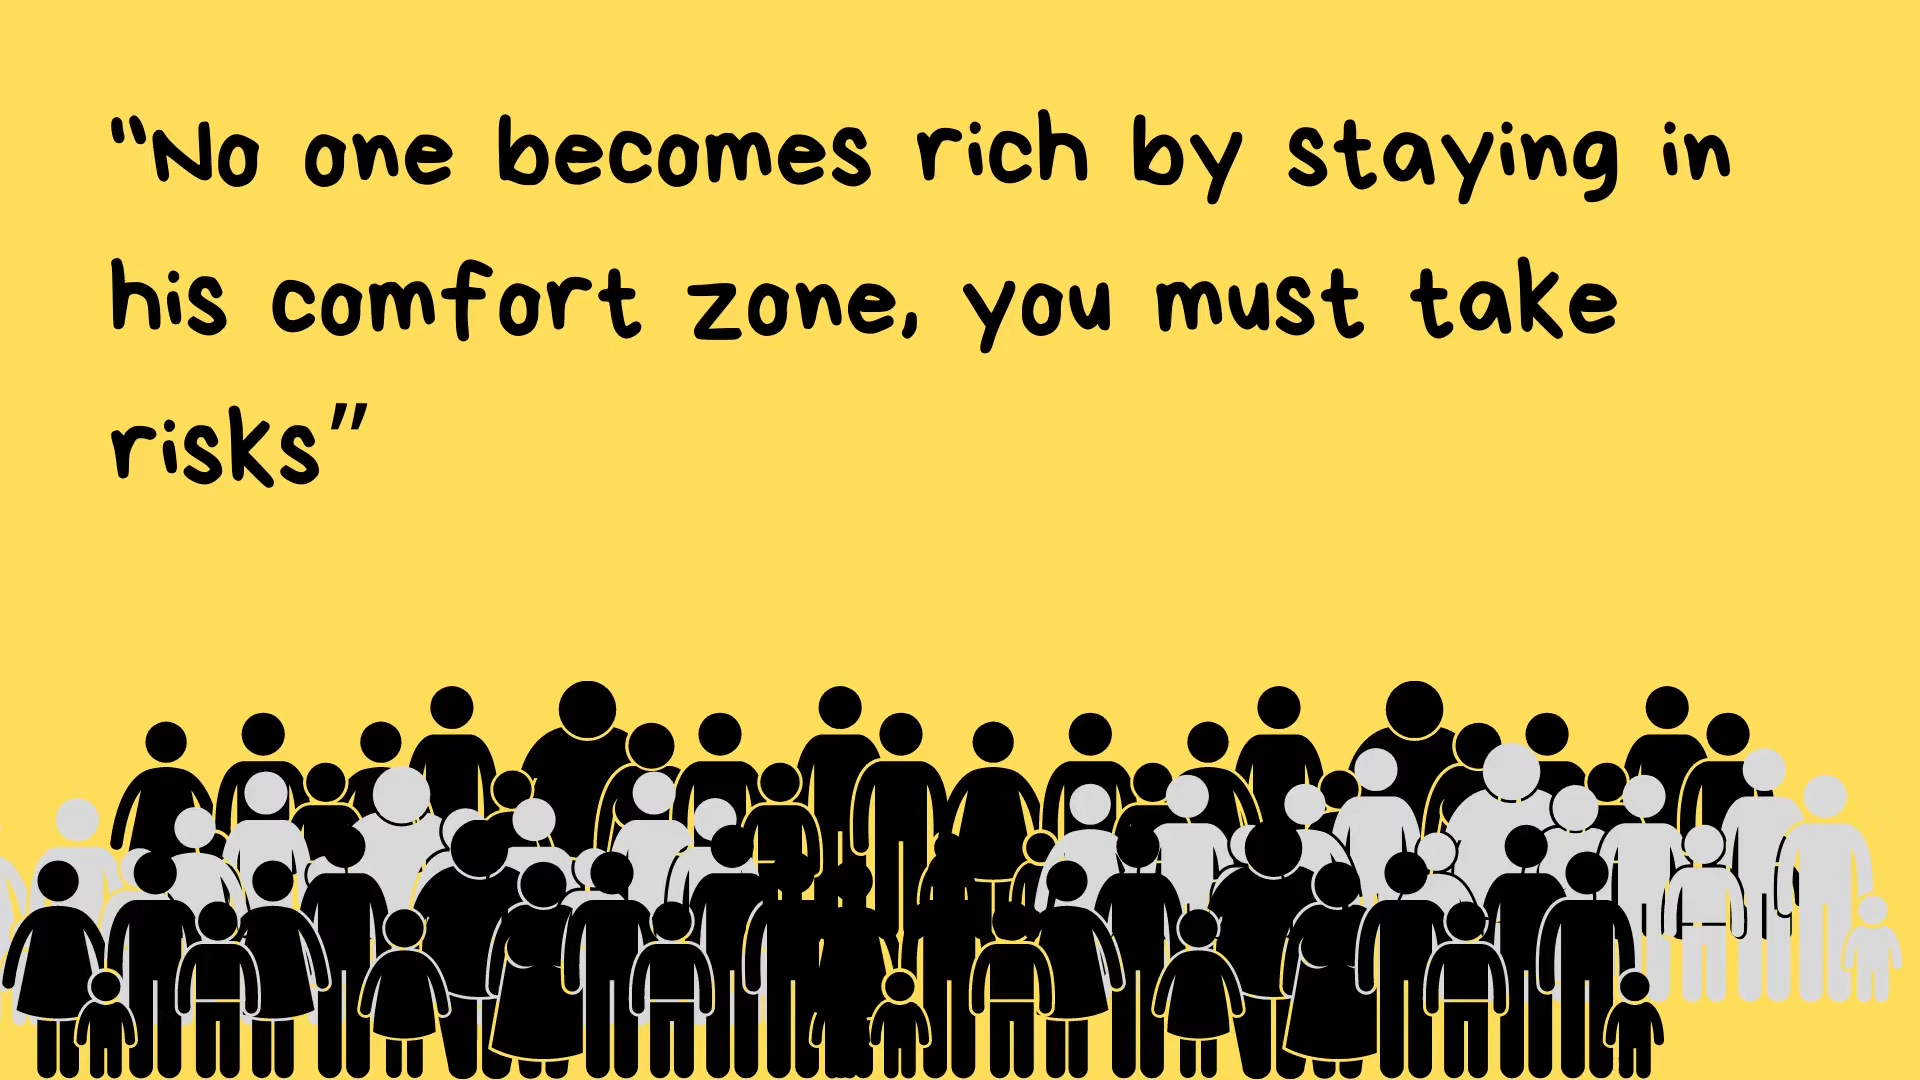 “No one becomes rich by staying in
his comfort zone, you must take
risks”